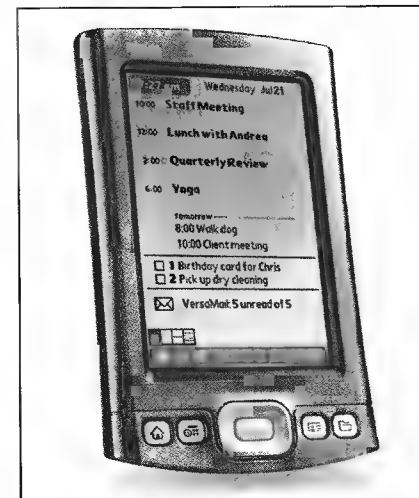 Wednesday Jul 21
10:00 Staff Meeting
12:00 Lunch with Andrea
Quarterly Review
6:00 Yoga
Tomorrow
8:00 Walk dog
10:00 Client meeting
1 Birthday card for Chris
2 Pick up dry cleaning
VersaMail: 5 unread of 5